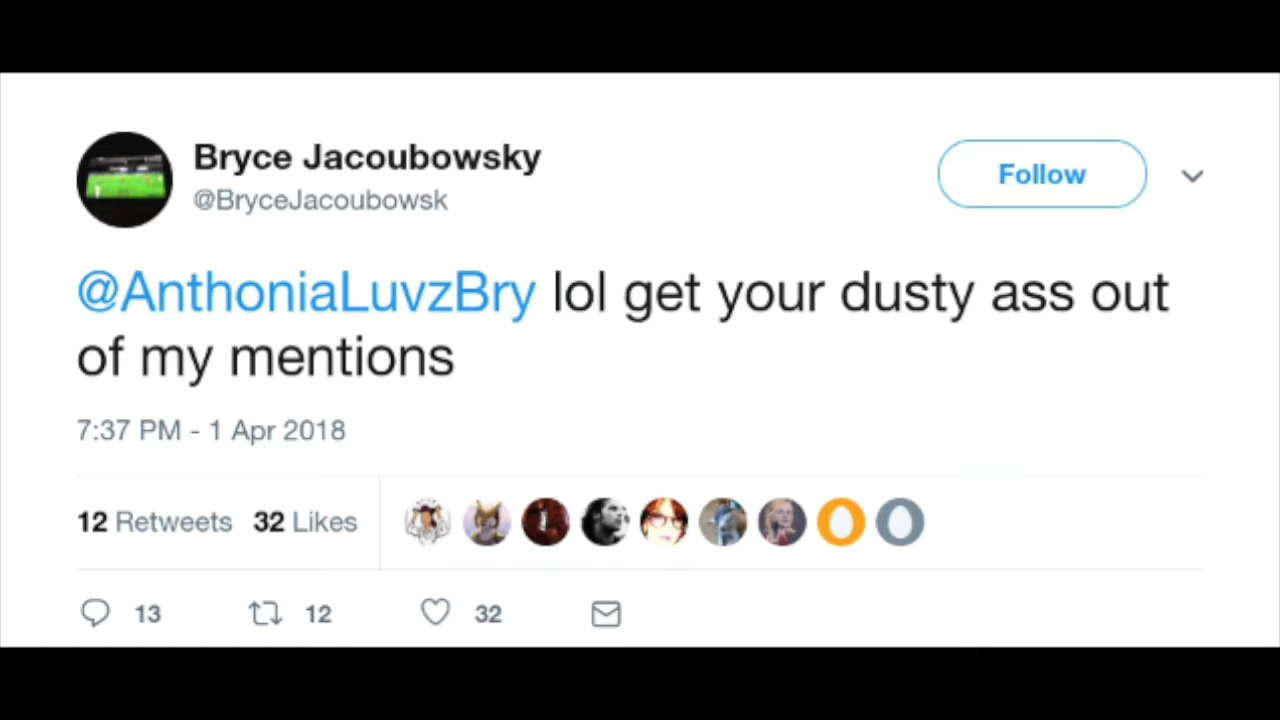 Bryce Jacoubowsky
@BryceJacoubowsk
Follow
@AnthoniaLuvzBry lol get your dusty ass out
of my mentions
7:37 PM - 1 Apr 2018
12 Retweets 32 Likes
13 12 32